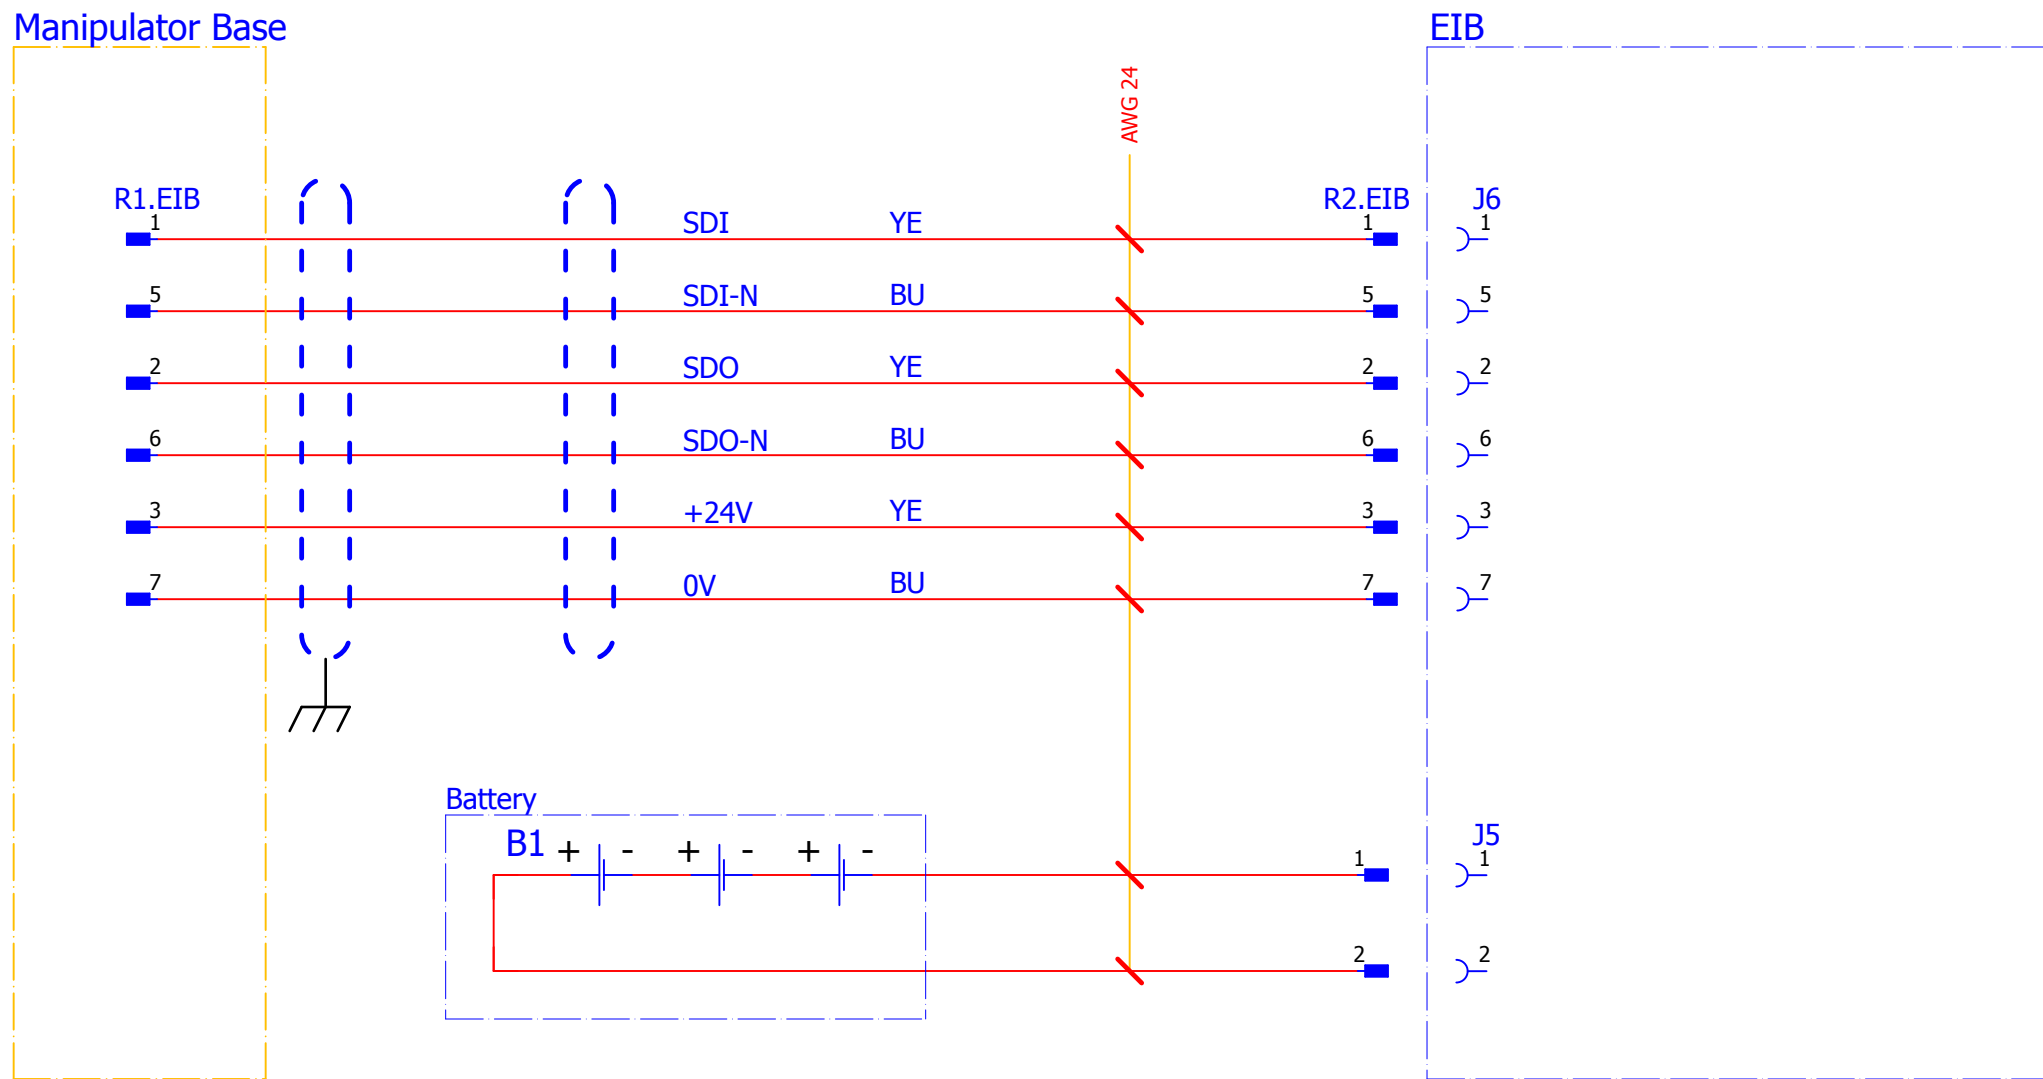 Manipulator Base
EIB
AWG 24
R1.EIB
R2.EIB
J6
1 SDI YE 1 1
5 SDI-N BU 5 5
2 SDO YE 2 2
6 SDO-N BU 6 6
3 +24V YE 3 3
7 0V BU 7 7
Battery
J5
B1 + - + - + - 1 1
2 2